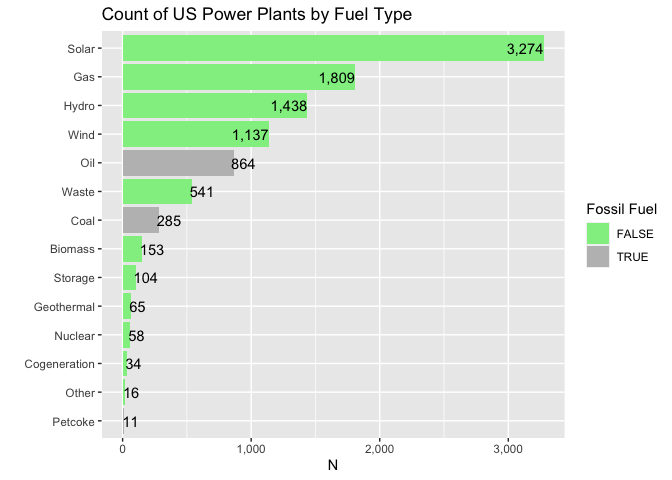 Count of US Power Plants by Fuel Type
Solar 3,274
Gas 1,809
Hydro 1,438
Wind 1,137
Oil 864
Waste 541
Coal 285
Biomass 153
Storage 104
Geothermal 65
Nuclear 58
Cogeneration 34
Other 16
Petcoke 11
0 1,000 2,000 3,000
N
Fossil Fuel
FALSE
TRUE